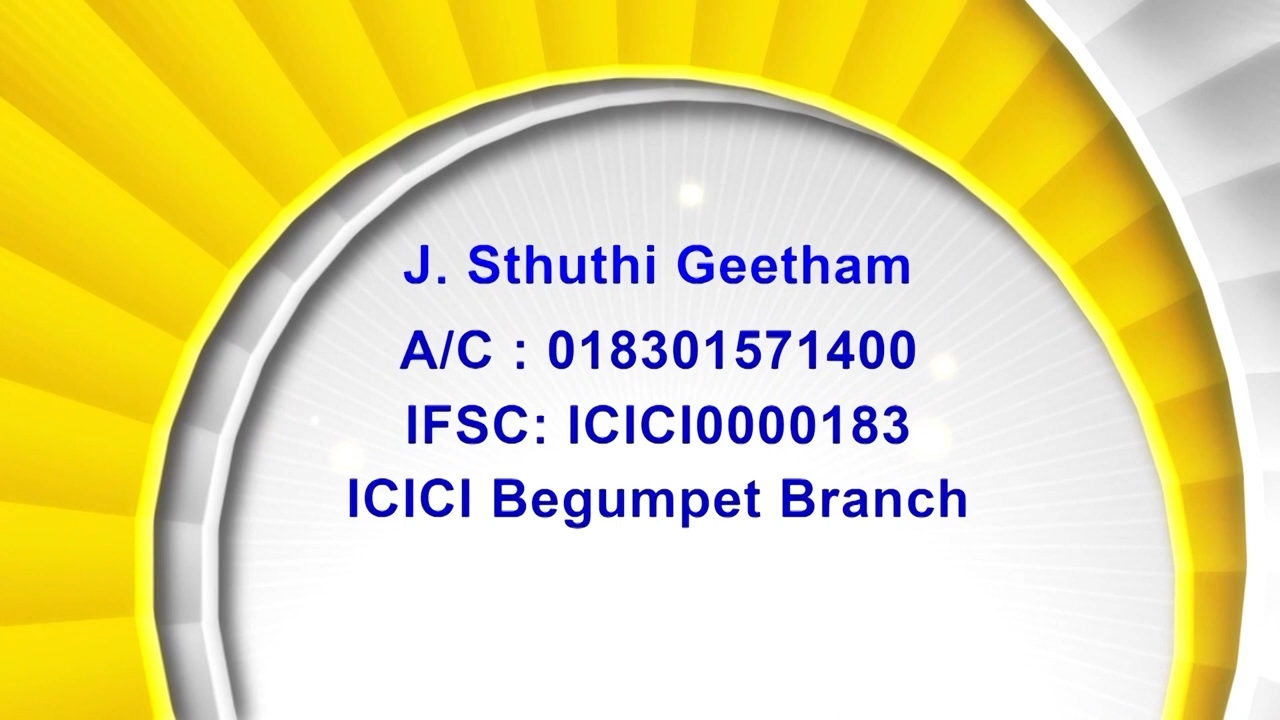 J. Sthuthi Geetham
A/C : 018301571400
IFSC: ICICI0000183
ICICI Begumpet Branch